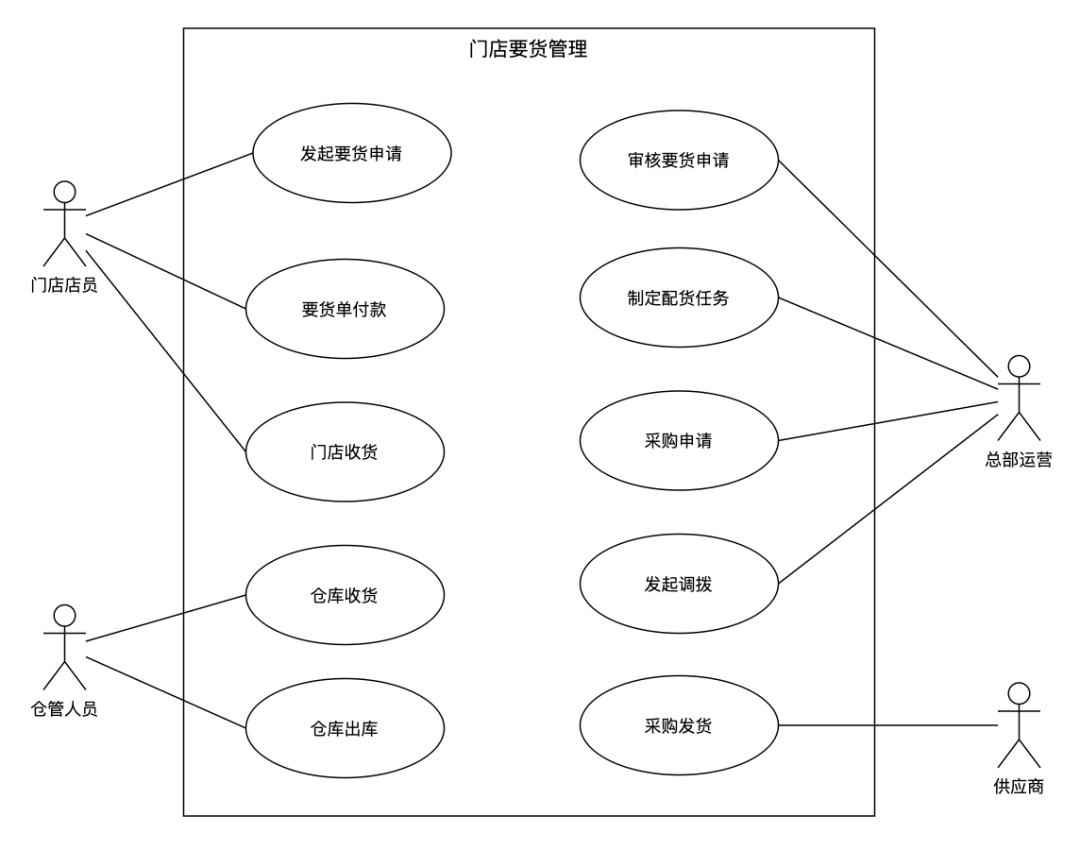 门店要货管理
发起要货申请
审核要货申请
门店店员
要货单付款
制定配货任务
门店收货
采购申请
总部运营
仓库收货
发起调拨
仓管人员
仓库出库
采购发货
供应商